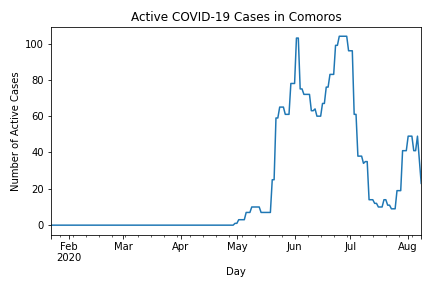 Active COVID-19 Cases in Comoros
Number of Active Cases
100
80
60
40
20
0
Feb Mar Apr May Jun Jul Aug
2020
Day